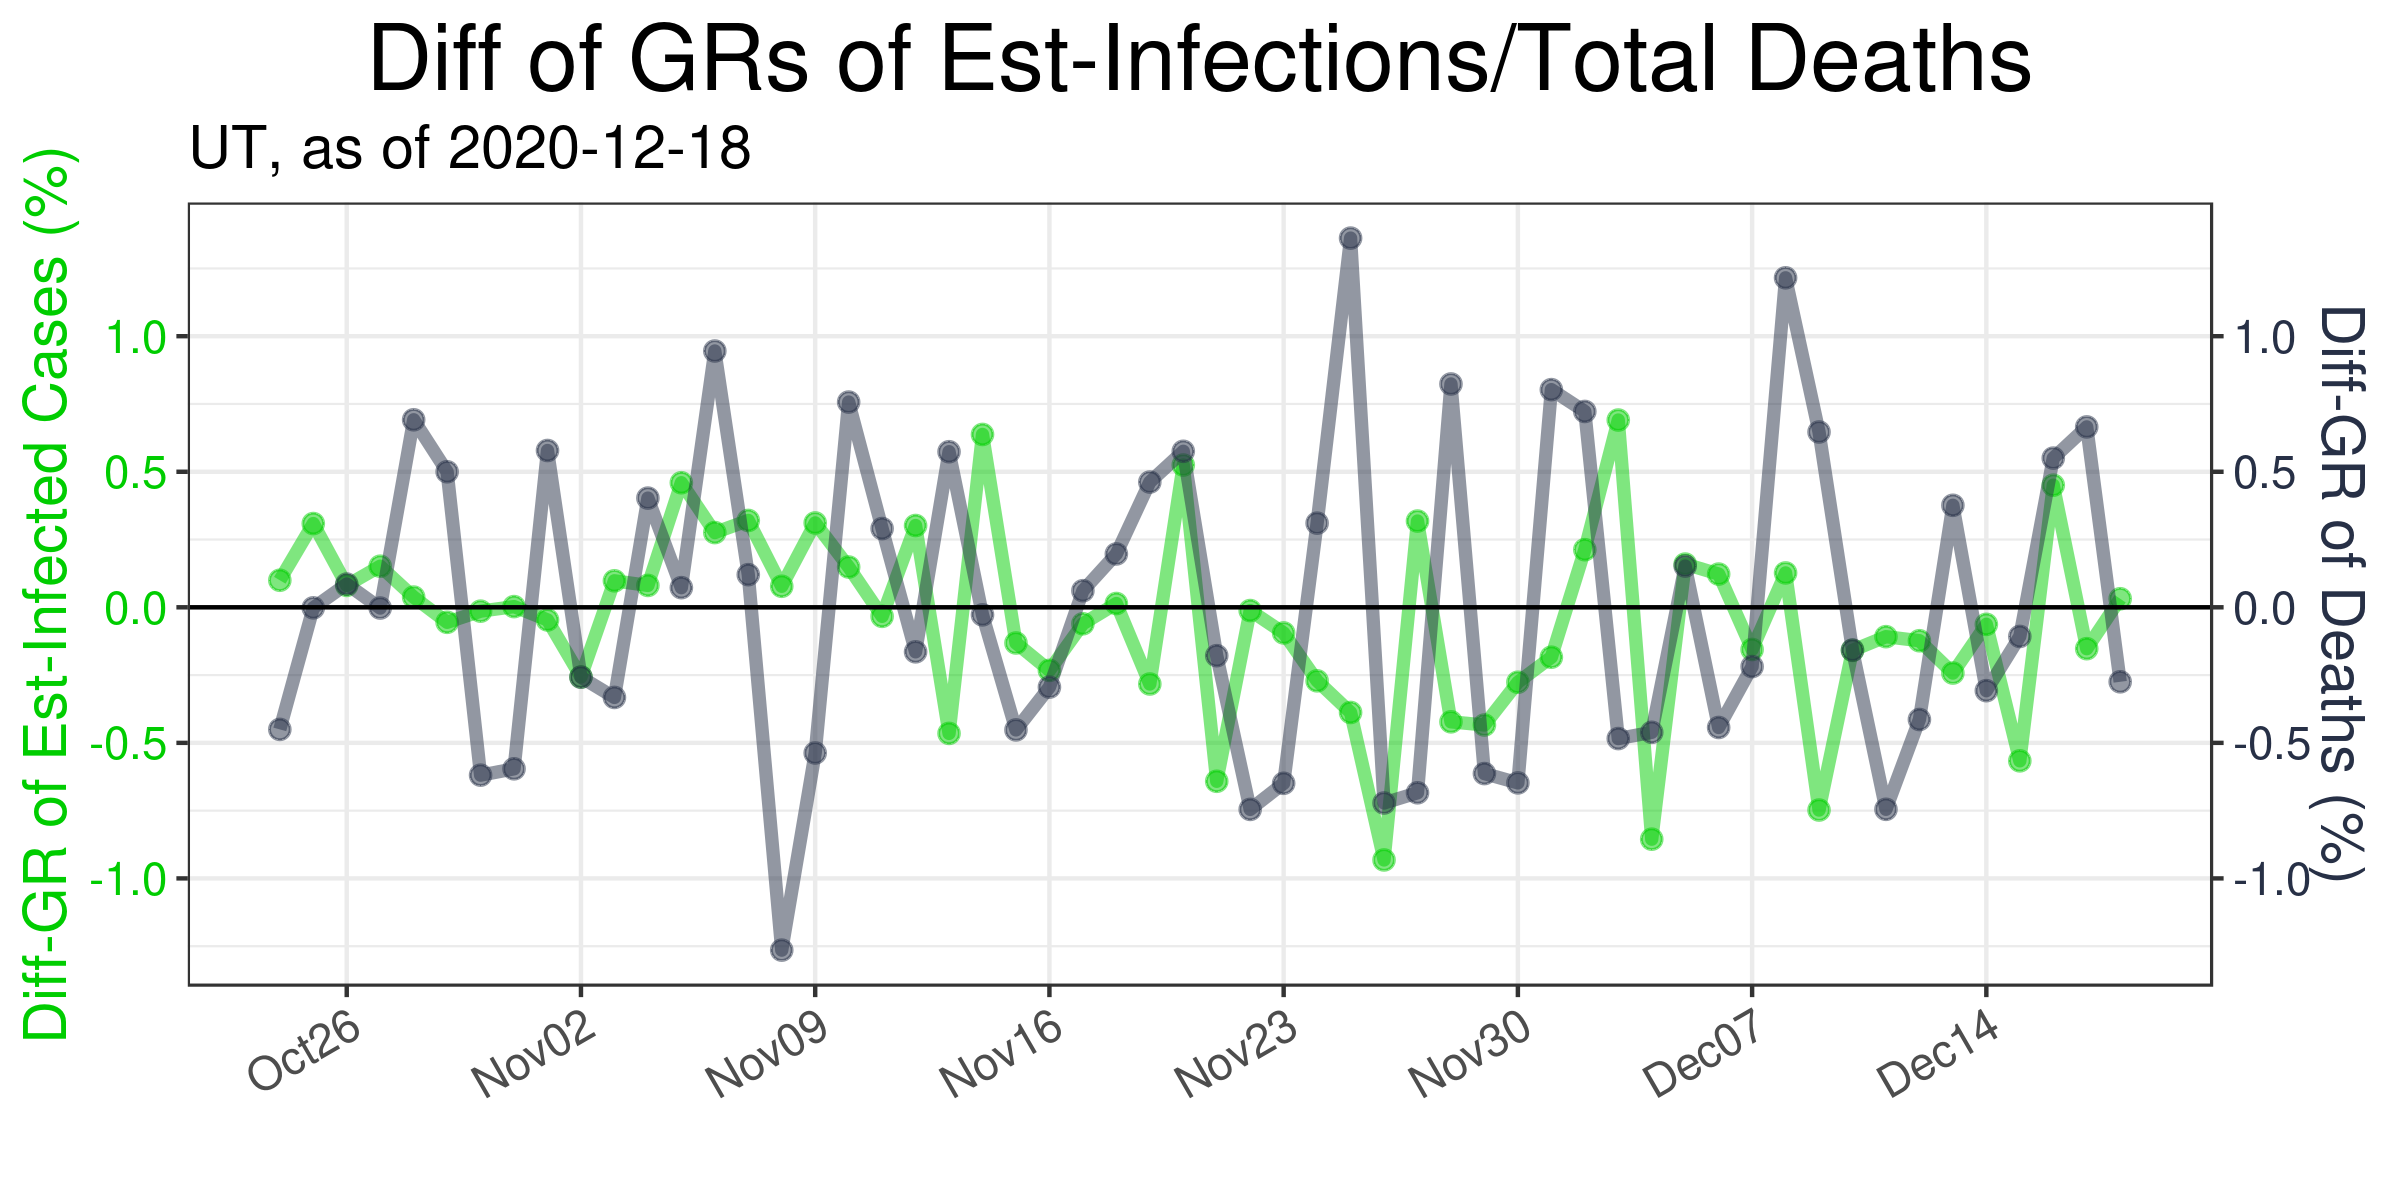 Diff of GRs of Est-Infections/Total Deaths
UT, as of 2020-12-18
Diff-GR of Est-Infected Cases (%)
1.0
0.5
0.0
-0.5
-1.0
1.0
0.5
0.0
-0.5
-1.0
Diff-GR of Deaths (%)
Oct26 Nov02 Nov09 Nov16 Nov23 Nov30 Dec07 Dec14